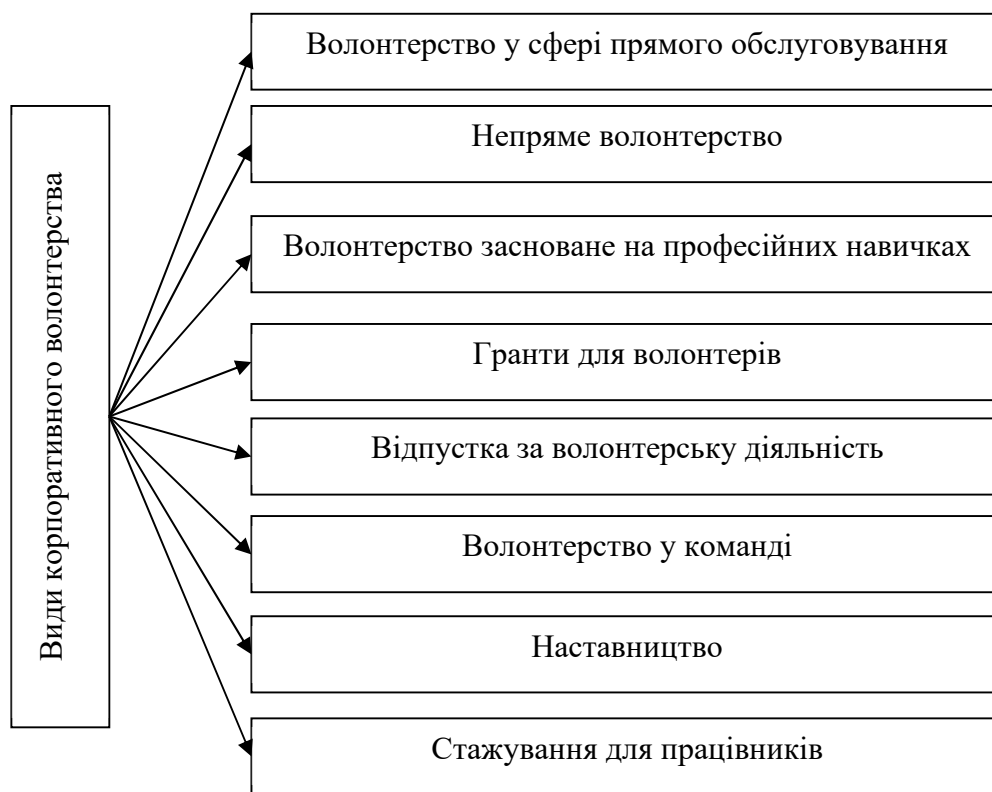 Види корпоративного волонтерства
Волонтерство у сфері прямого обслуговування
Непряме волонтерство
Волонтерство засноване на професійних навичках
Гранти для волонтерів
Відпустка за волонтерську діяльність
Волонтерство у команді
Наставництво
Стажування для працівників